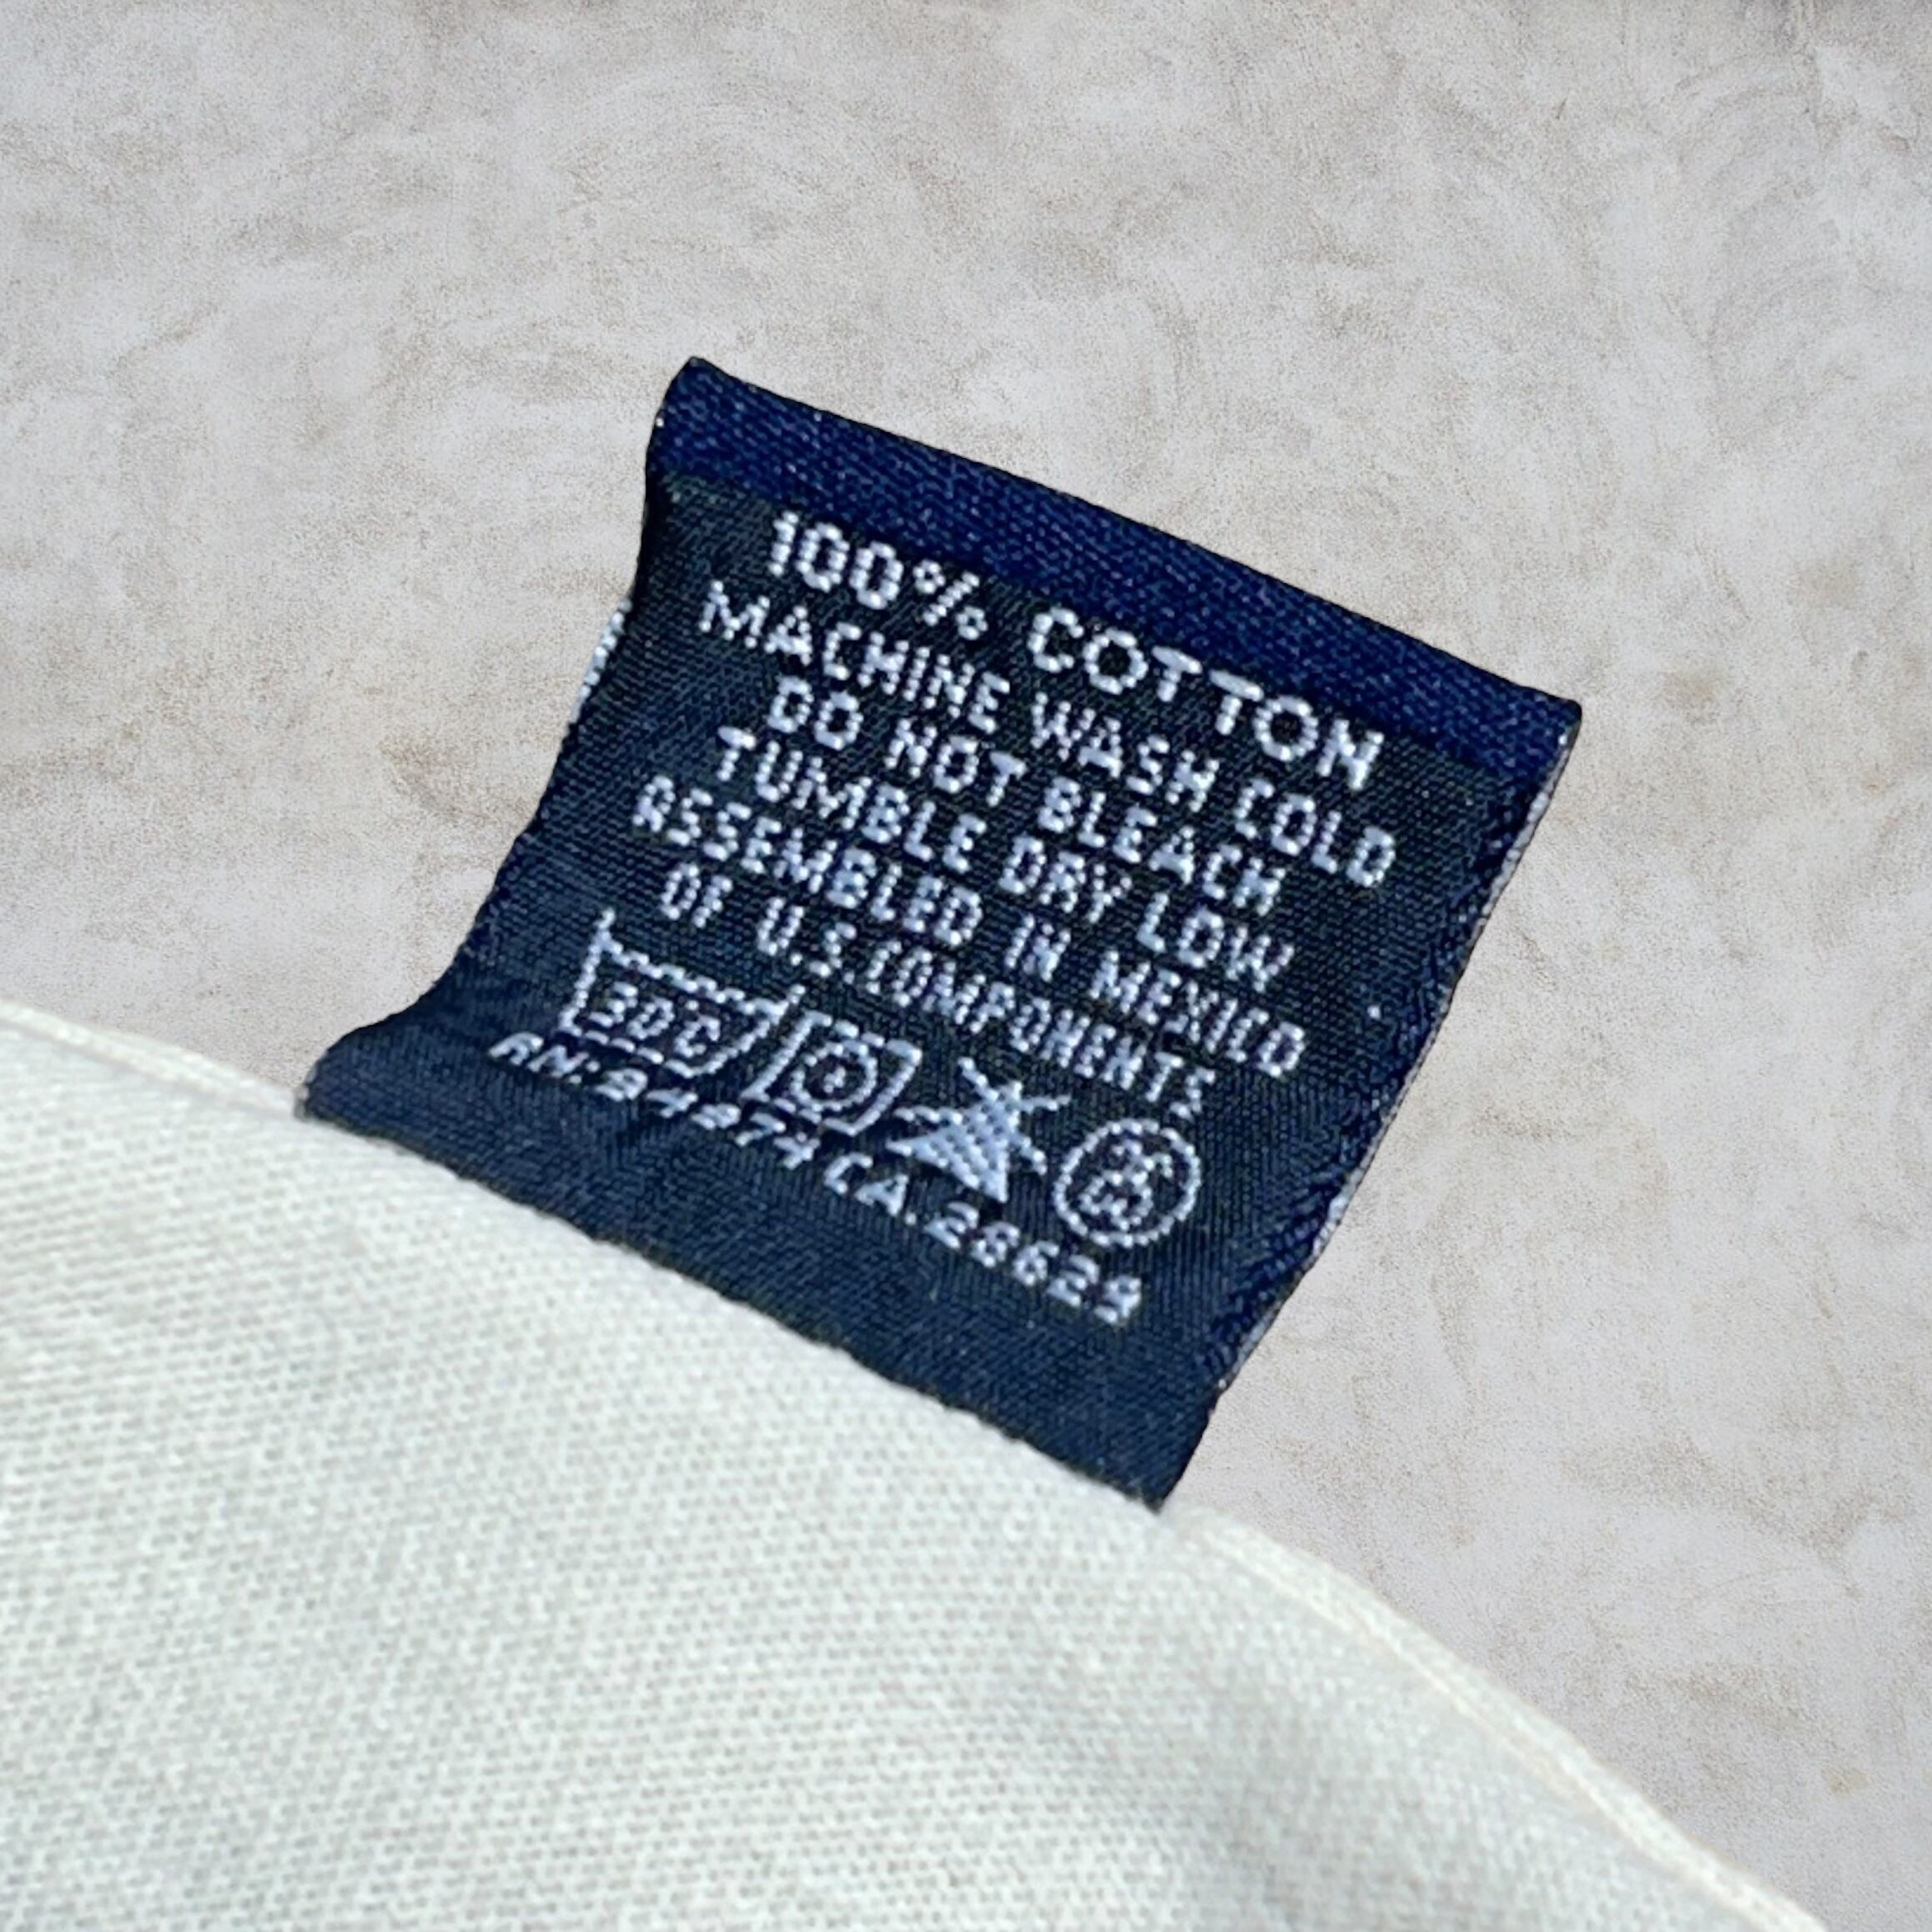 100% COTTON
MACHINE WASH COLD
DO NOT BLEACH
TUMBLE DRY LOW
ASSEMBLED IN MEXICO
OF U.S.COMPONENTS
30 C
CA.28629